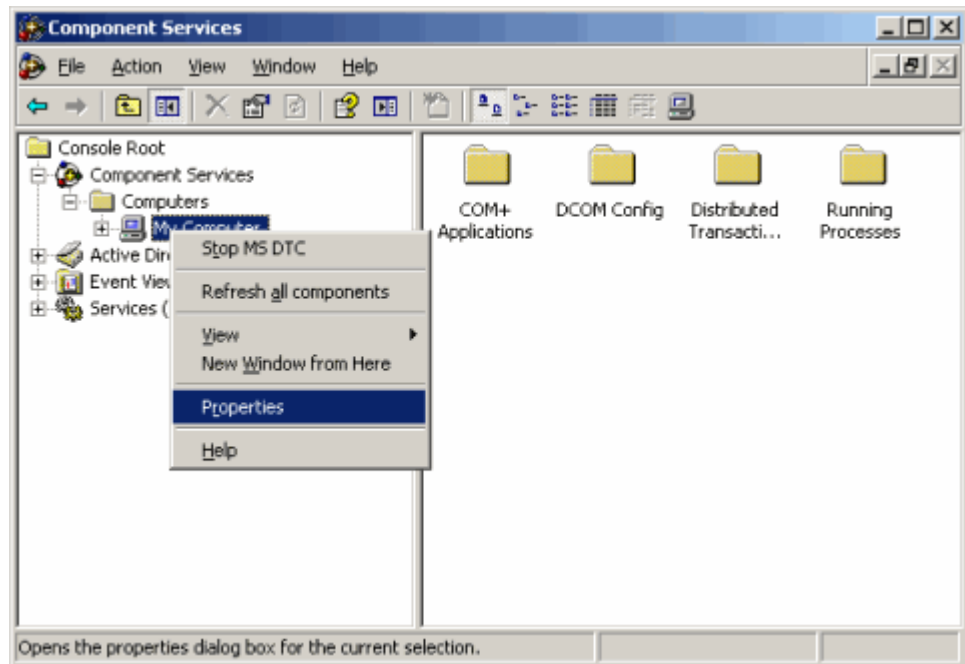 Component Services
File Action View Window Help
Console Root
Component Services
Computers
My Computer
Active Dir
Event View
Services (
Stop MS DTC
Refresh all components
View
New Window from Here
Properties
Help
COM+
Applications
DCOM Config
Distributed
Transacti...
Running
Processes
Opens the properties dialog box for the current selection.